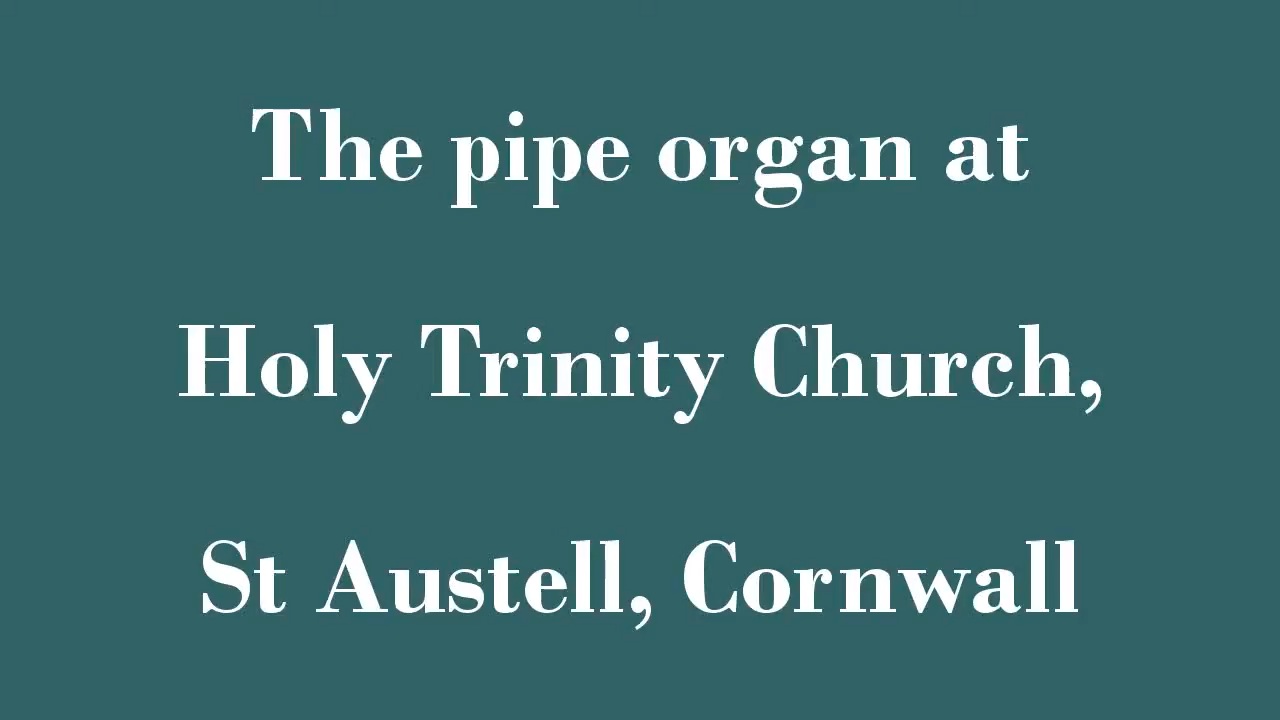 The pipe organ at
Holy Trinity Church,
St Austell, Cornwall